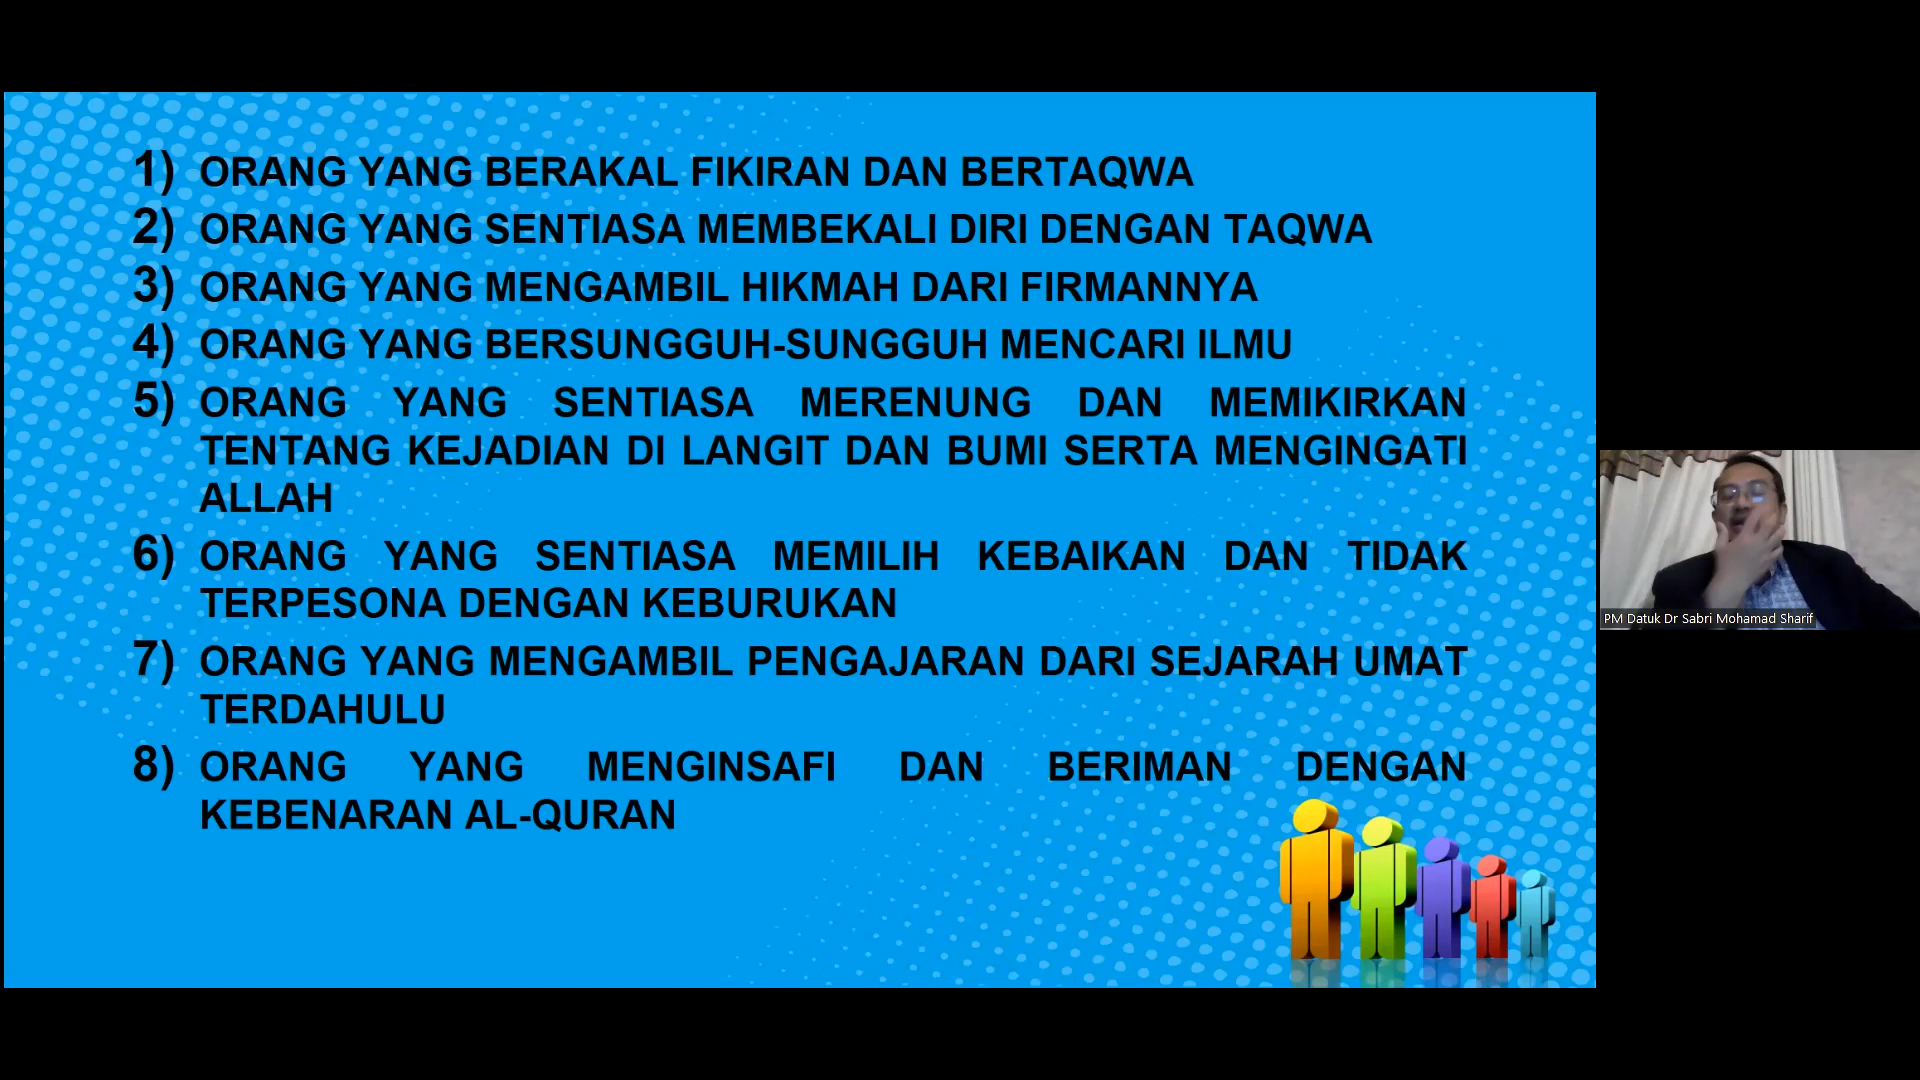 1) ORANG YANG BERAKAL FIKIRAN DAN BERTAQWA
2) ORANG YANG SENTIASA MEMBEKALI DIRI DENGAN TAQWA
3) ORANG YANG MENGAMBIL HIKMAH DARI FIRMANNYA
4) ORANG YANG BERSUNGGUH-SUNGGUH MENCARI ILMU
5) ORANG YANG SENTIASA MERENUNG DAN MEMIKIRKAN
TENTANG KEJADIAN DI LANGIT DAN BUMI SERTA MENGINGATI
ALLAH
6) ORANG YANG SENTIASA MEMILIH KEBAIKAN DAN TIDAK
TERPESONA DENGAN KEBURUKAN
7) ORANG YANG MENGAMBIL PENGAJARAN DARI SEJARAH UMAT
TERDAHULU
8) ORANG YANG MENGINSAFI DAN BERIMAN DENGAN
KEBENARAN AL-QURAN
PM Datuk Dr Sabri Mohamad Sharif